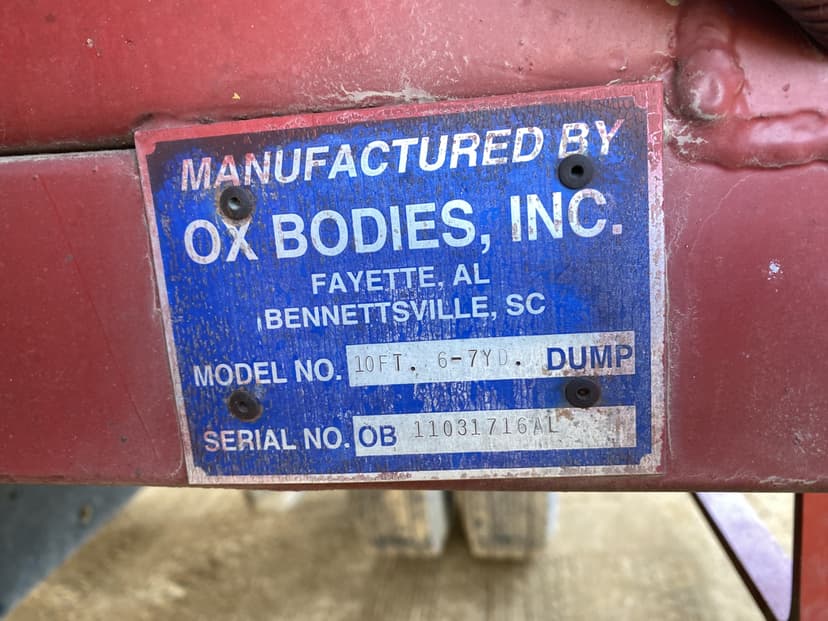 MANUFACTURED BY
OX BODIES, INC.
FAYETTE, AL
BENNETTSVILLE, SC
MODEL NO. 10FT. 6-7YD. DUMP
SERIAL NO. OB 11031716AL